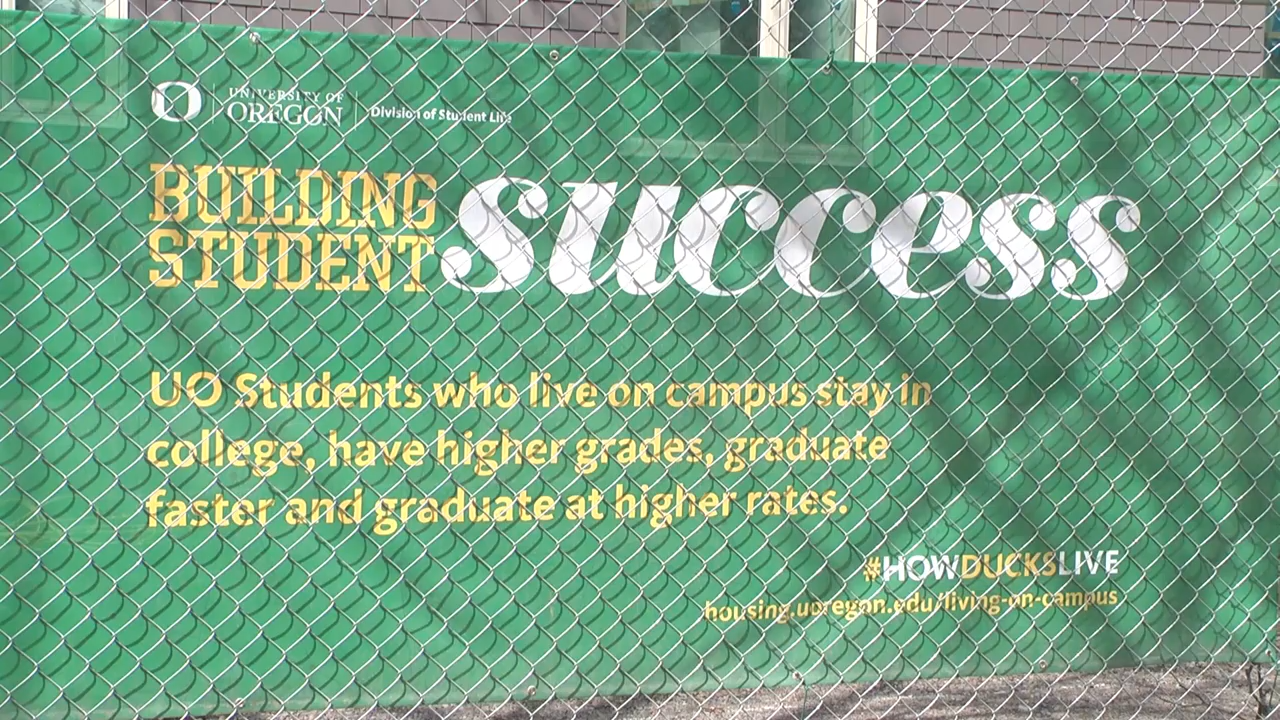 UNIVERSITY OF
OREGON
Division of Student Life
BUILDING
STUDENT
success
UO Students who live on campus stay in
college, have higher grades, graduate
faster and graduate at higher rates.
#HOWDUCKSLIVE
housing.uoregon.edu/living-on-campus